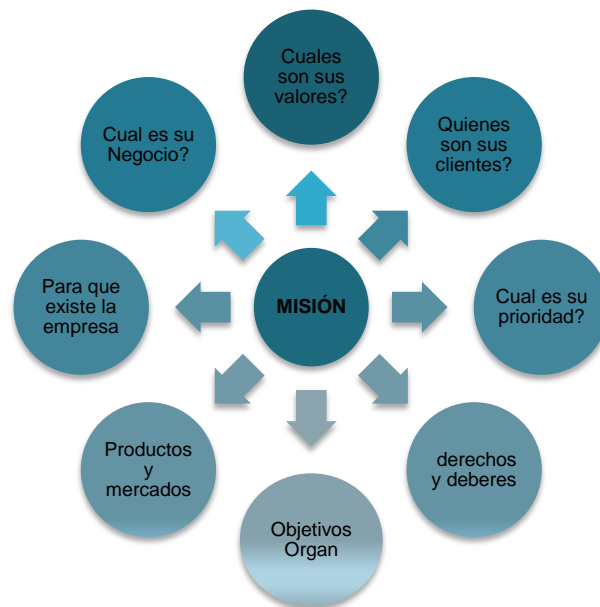 Cuales
son sus
valores?
Quienes
son sus
clientes?
Cual es su
prioridad?
derechos
y deberes
Objetivos
Organ
Productos
y
mercados
Para que
existe la
empresa
Cual es su
Negocio?
MISIÓN